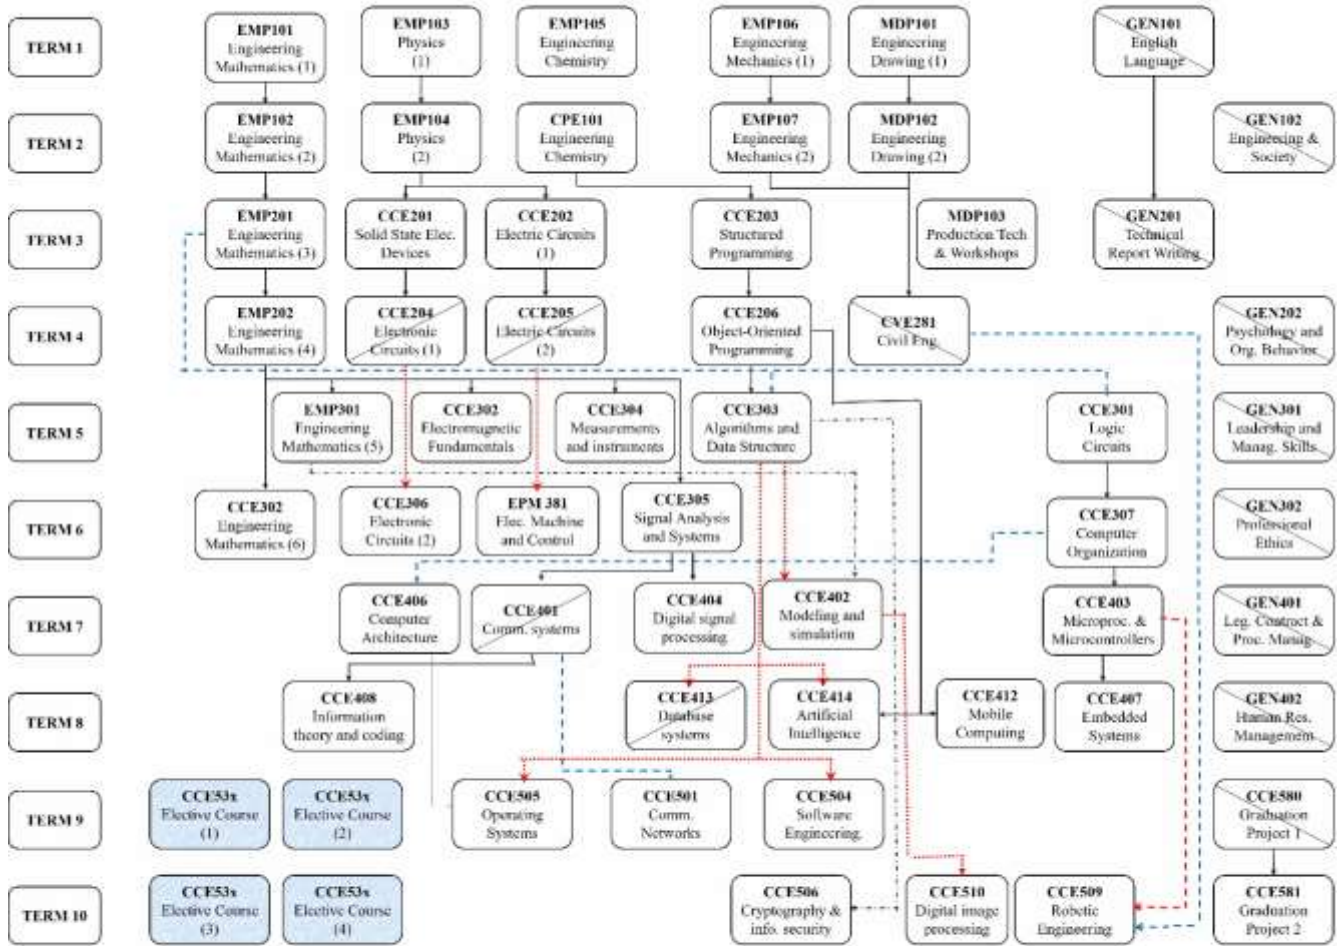 TERM 1
EMP101
Engineering
Mathematics (1)
EMP103
Physics
(1)
EMP105
Engineering
Chemistry
EMP106
Engineering
Mechanics (1)
MDP101
Engineering
Drawing (1)
GEN101
English
Language
TERM 2
EMP102
Engineering
Mathematics (2)
EMP104
Physics
(2)
CPE101
Engineering
Chemistry
EMP107
Engineering
Mechanics (2)
MDP102
Engineering
Drawing (2)
GEN102
Engineering &
Society
TERM 3
EMP201
Engineering
Mathematics (3)
CCE201
Solid State Elec.
Devices
CCE202
Electric Circuits
(1)
CCE203
Structured
Programming
MDP103
Production Tech
& Workshops
GEN201
Technical
Report Writing
TERM 4
EMP202
Engineering
Mathematics (4)
CCE204
Electronic
Circuits (1)
CCE205
Electric Circuits
(2)
CCE206
Object-Oriented
Programming
CVE281
Civil Eng.
GEN202
Psychology and
Org. Behavior
TERM 5
EMP301
Engineering
Mathematics (5)
CCE302
Electromagnetic
Fundamentals
CCE304
Measurements
and instruments
CCE303
Algorithms and
Data Structure
CCE301
Logic
Circuits
GEN301
Leadership and
Manag. Skills
TERM 6
CCE302
Engineering
Mathematics (6)
CCE306
Electronic
Circuits (2)
EPM 381
Elec. Machine
and Control
CCE305
Signal Analysis
and Systems
CCE307
Computer
Organization
GEN302
Professional
Ethics
TERM 7
CCE406
Computer
Architecture
CCE401
Comm. systems
CCE404
Digital signal
processing
CCE402
Modeling and
simulation
CCE403
Microproc. &
Microcontrollers
GEN401
Leg. Contract &
Proc. Manag.
TERM 8
CCE408
Information
theory and coding
CCE413
Database
systems
CCE414
Artificial
Intelligence
CCE412
Mobile
Computing
CCE407
Embedded
Systems
GEN402
Human Res.
Management
TERM 9
CCE53x
Elective Course
(1)
CCE53x
Elective Course
(2)
CCE505
Operating
Systems
CCE501
Comm.
Networks
CCE504
Software
Engineering.
CCE580
Graduation
Project 1
TERM 10
CCE53x
Elective Course
(3)
CCE53x
Elective Course
(4)
CCE506
Cryptography &
info. security
CCE510
Digital image
processing
CCE509
Robotic
Engineering
CCE581
Graduation
Project 2